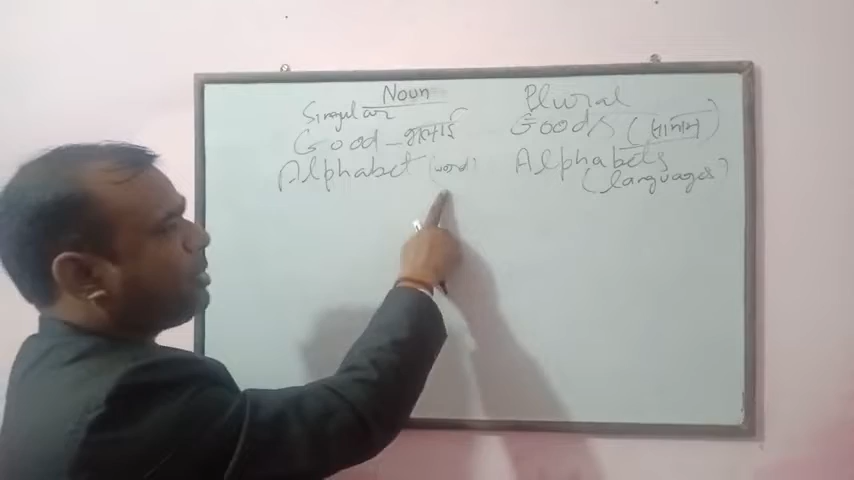 Noun
Singular Plural
Good - भलाई Goods (सामान)
Alphabet (word) Alphabets
(languages)